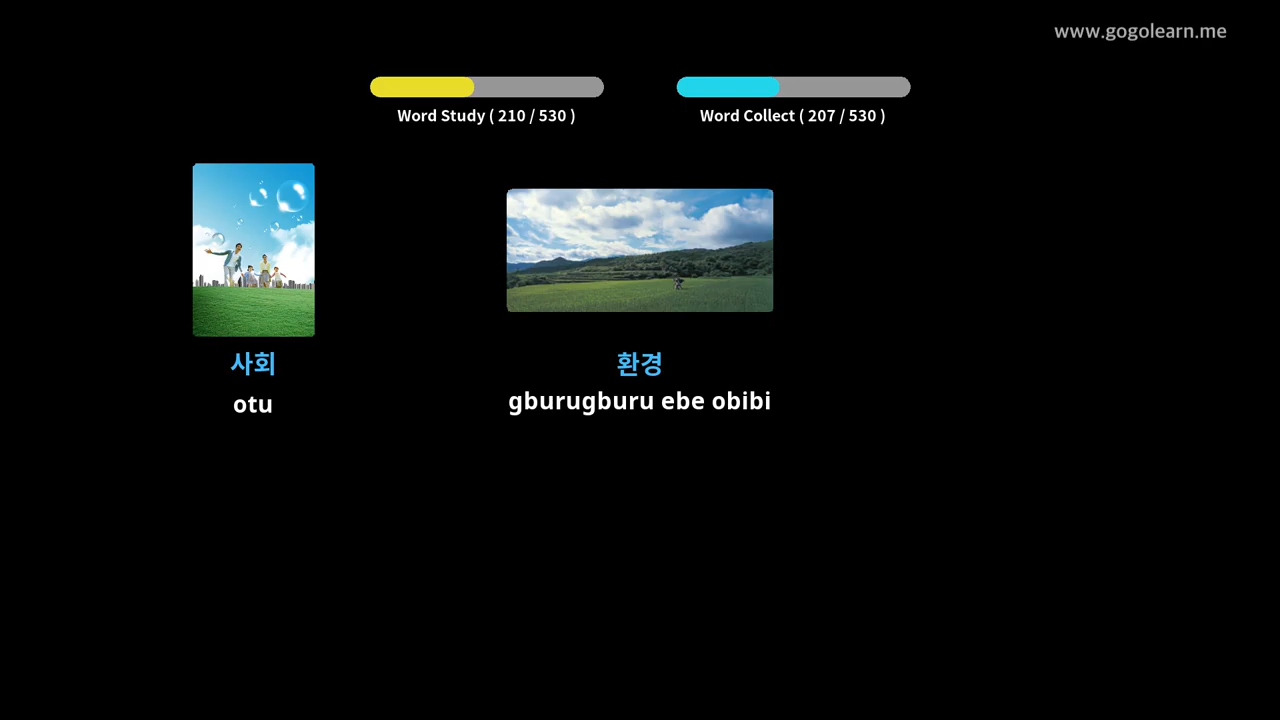 www.gogolearn.me
Word Study ( 210 / 530 )
Word Collect ( 207 / 530 )
사회
otu
환경
gburugburu ebe obibi